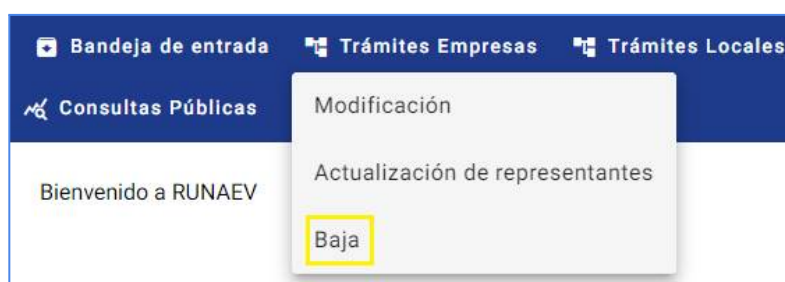 Bandeja de entrada Trámites Empresas Trámites Locales
Consultas Públicas
Modificación
Actualización de representantes
Bienvenido a RUNAEV
Baja